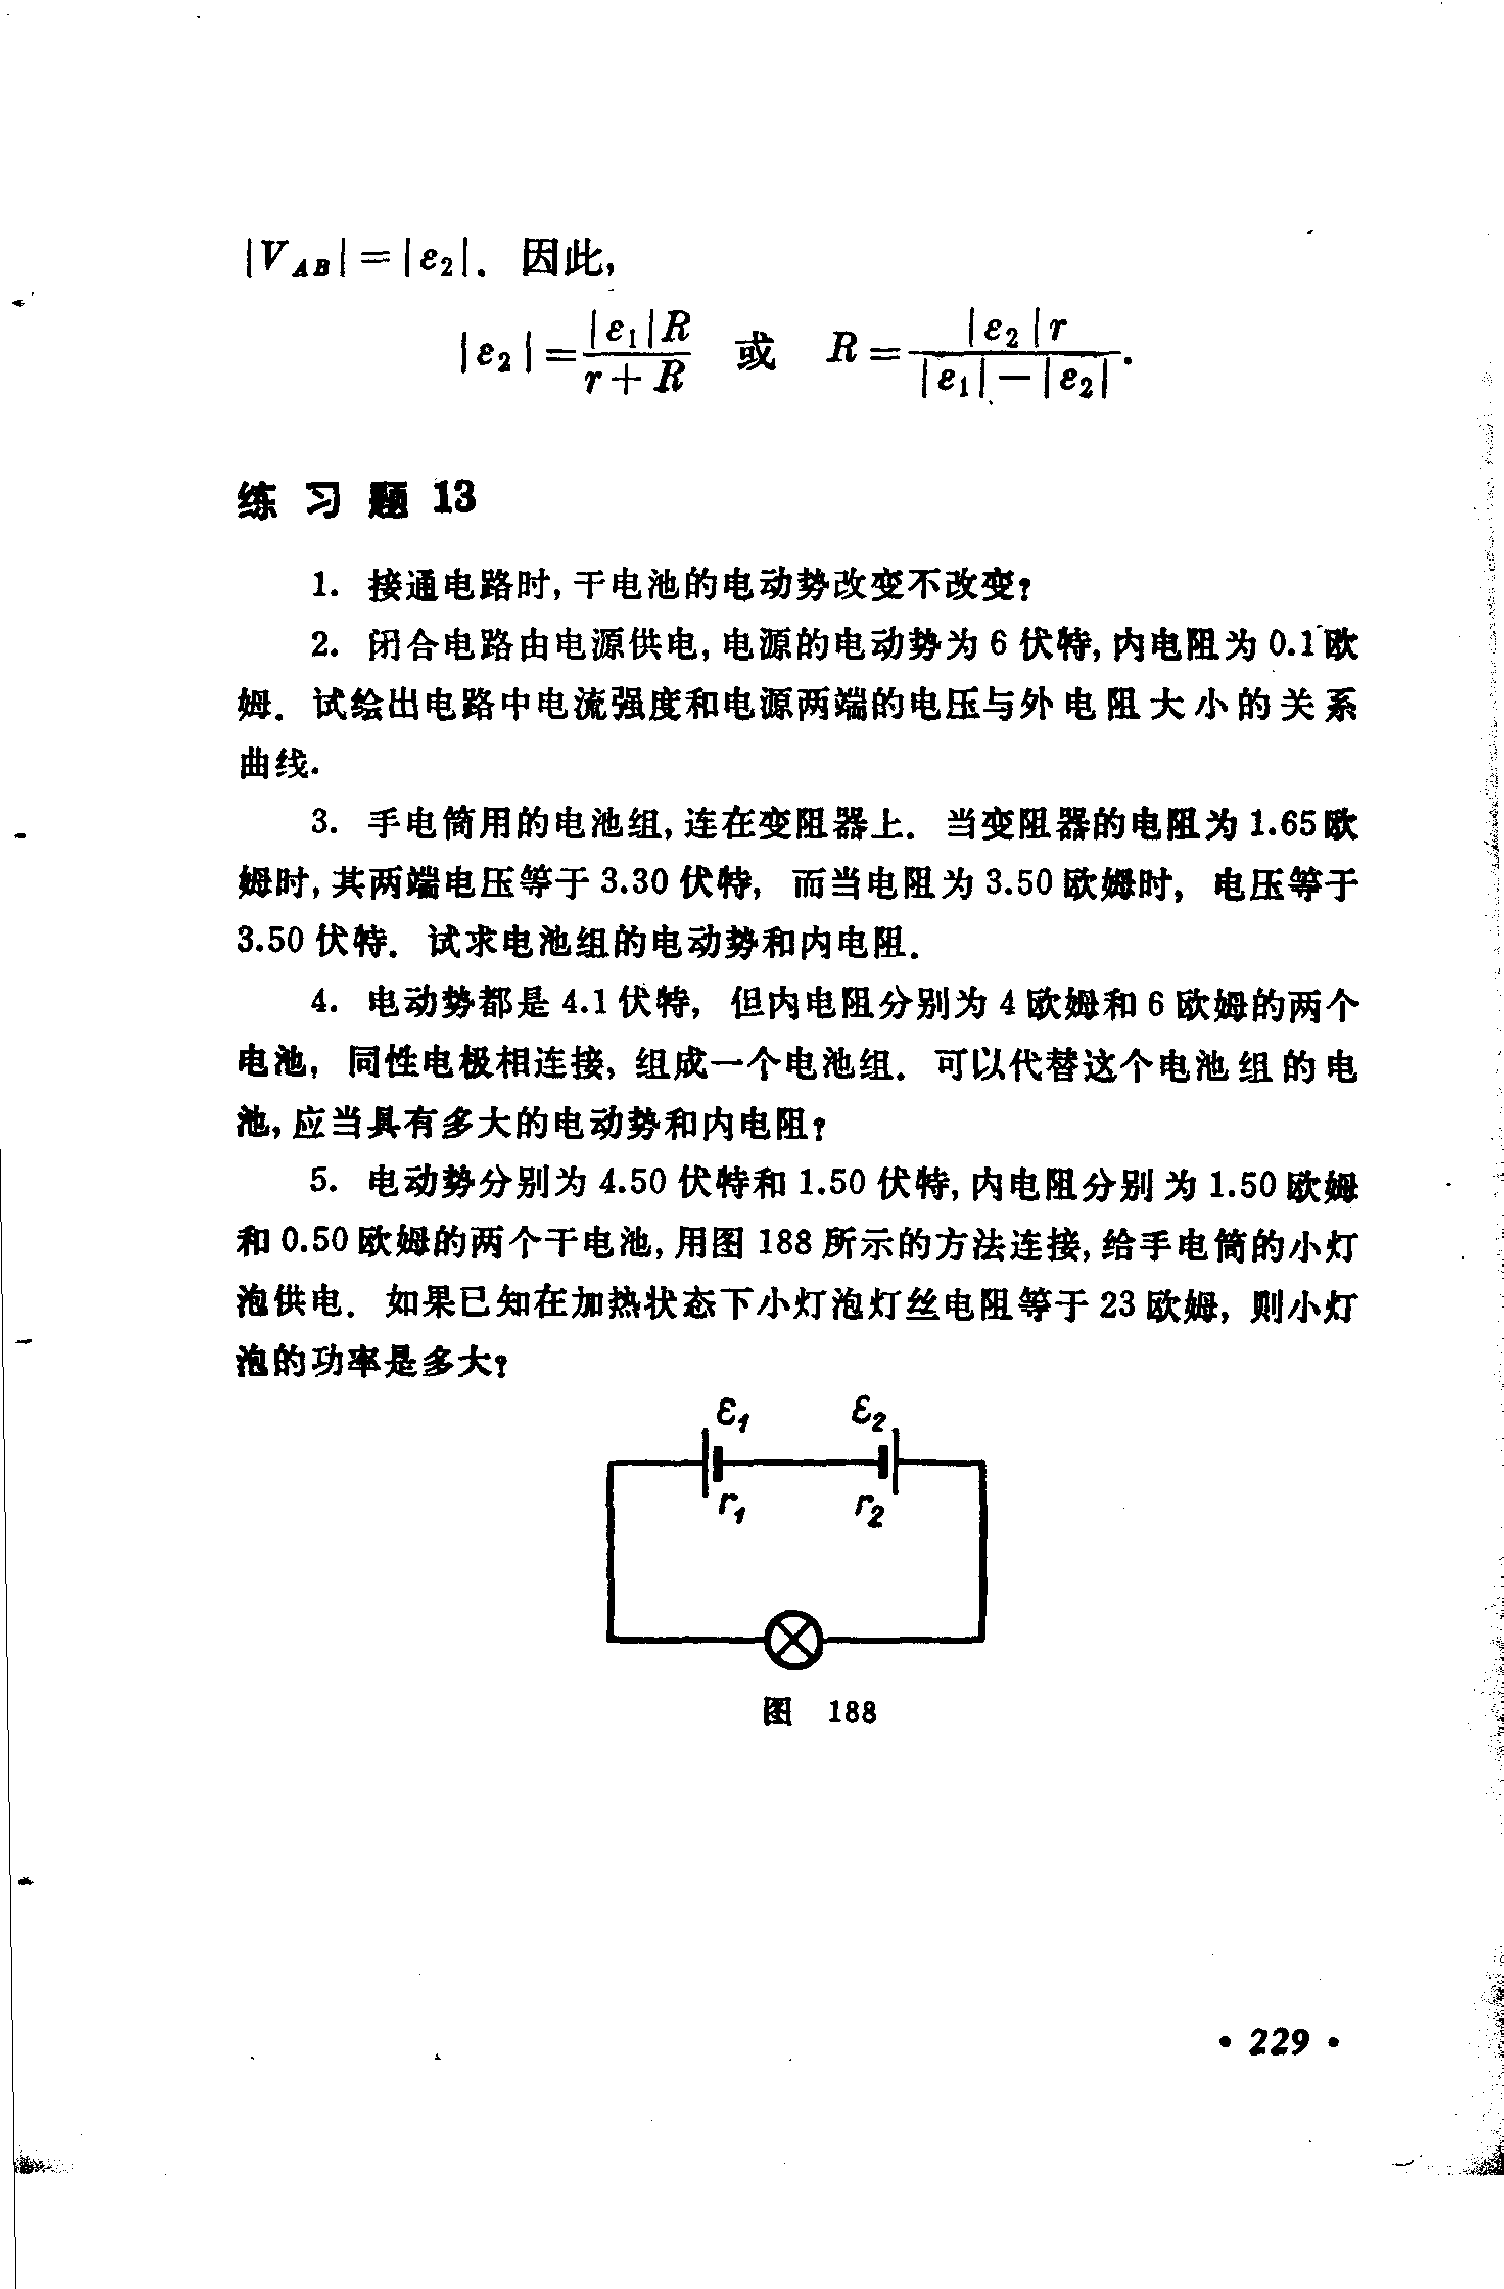 |V_AB|=|ε₂|. 因此,
|ε₂|=|ε₁|R/(r+R) 或 R=|ε₂|r/(|ε₁|-|ε₂|).
练 习 题 13
1. 接通电路时,干电池的电动势改变不改变?
2. 闭合电路由电源供电,电源的电动势为 6 伏特,内电阻为 0.1 欧
姆. 试绘出电路中电流强度和电源两端的电压与外电阻大小的关系
曲线.
3. 手电筒用的电池组,连在变阻器上. 当变阻器的电阻为 1.65 欧
姆时,其两端电压等于 3.30 伏特, 而当电阻为 3.50 欧姆时, 电压等于
3.50 伏特. 试求电池组的电动势和内电阻.
4. 电动势都是 4.1 伏特, 但内电阻分别为 4 欧姆和 6 欧姆的两个
电池, 同性电极相连接, 组成一个电池组. 可以代替这个电池组的电
池,应当具有多大的电动势和内电阻?
5. 电动势分别为 4.50 伏特和 1.50 伏特,内电阻分别为 1.50 欧姆
和 0.50 欧姆的两个干电池,用图 188 所示的方法连接,给手电筒的小灯
泡供电. 如果已知在加热状态下小灯泡灯丝电阻等于 23 欧姆, 则小灯
泡的功率是多大?
ε₁ ε₂
r₁ r₂
图 188
· 229 ·